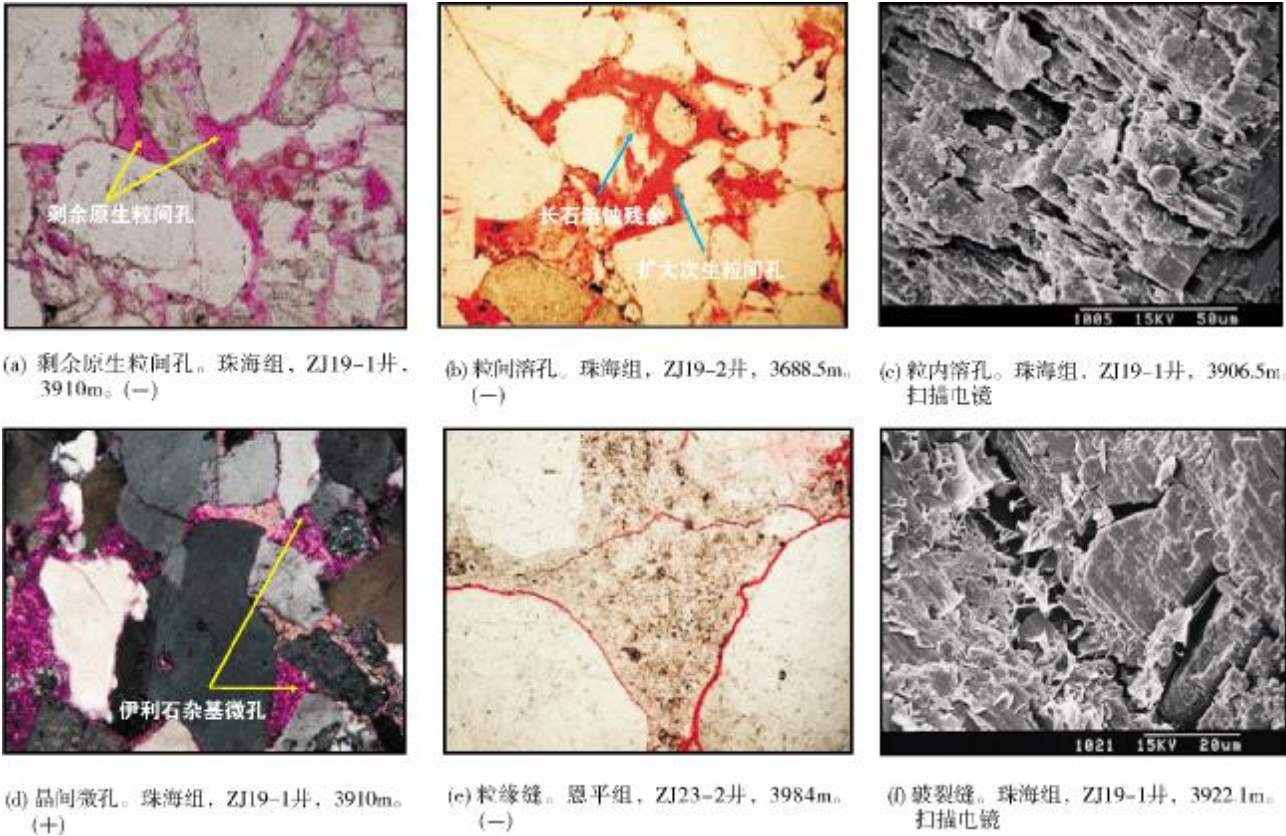 剩余原生粒间孔
长石溶蚀残余
扩大次生粒间孔
1005 15KV 50um
(a) 剩余原生粒间孔。珠海组，ZJ19-1井，
3910m。(—)
(b) 粒间溶孔。珠海组，ZJ19-2井，3688.5m。
(—)
(c) 粒内溶孔。珠海组，ZJ19-1井，3906.5m。
扫描电镜
伊利石杂基微孔
1021 15KV 20um
(d) 晶间微孔。珠海组，ZJ19-1井，3910m。
(+)
(e) 粒缘缝。恩平组，ZJ23-2井，3984m。
(—)
(f) 破裂缝。珠海组，ZJ19-1井，3922.1m。
扫描电镜